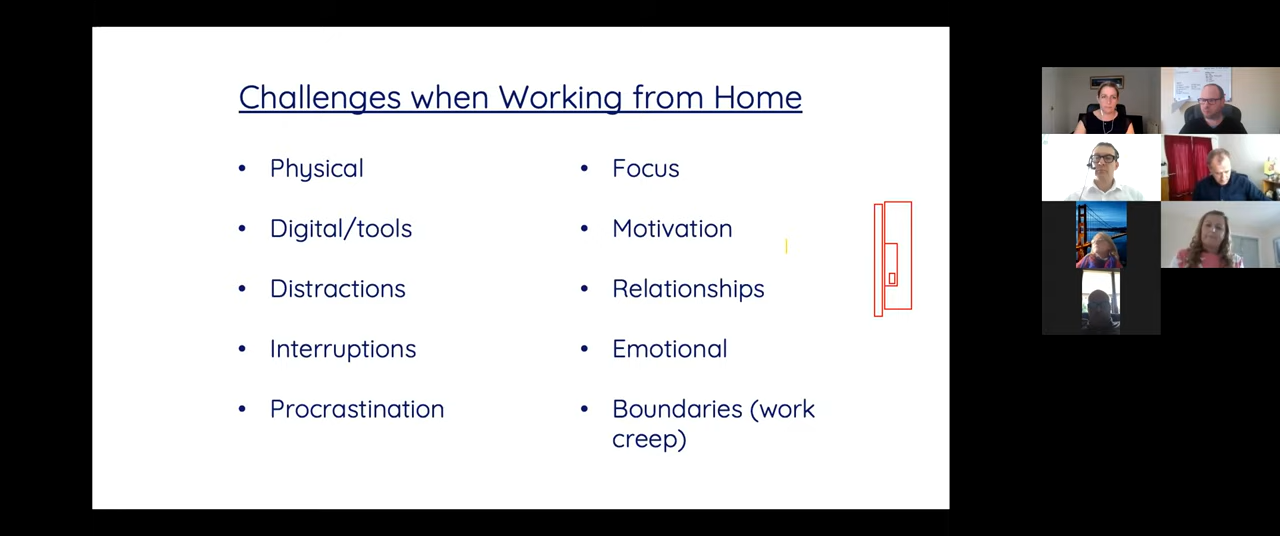 Challenges when Working from Home
• Physical
• Digital/tools
• Distractions
• Interruptions
• Procrastination
• Focus
• Motivation
• Relationships
• Emotional
• Boundaries (work
creep)